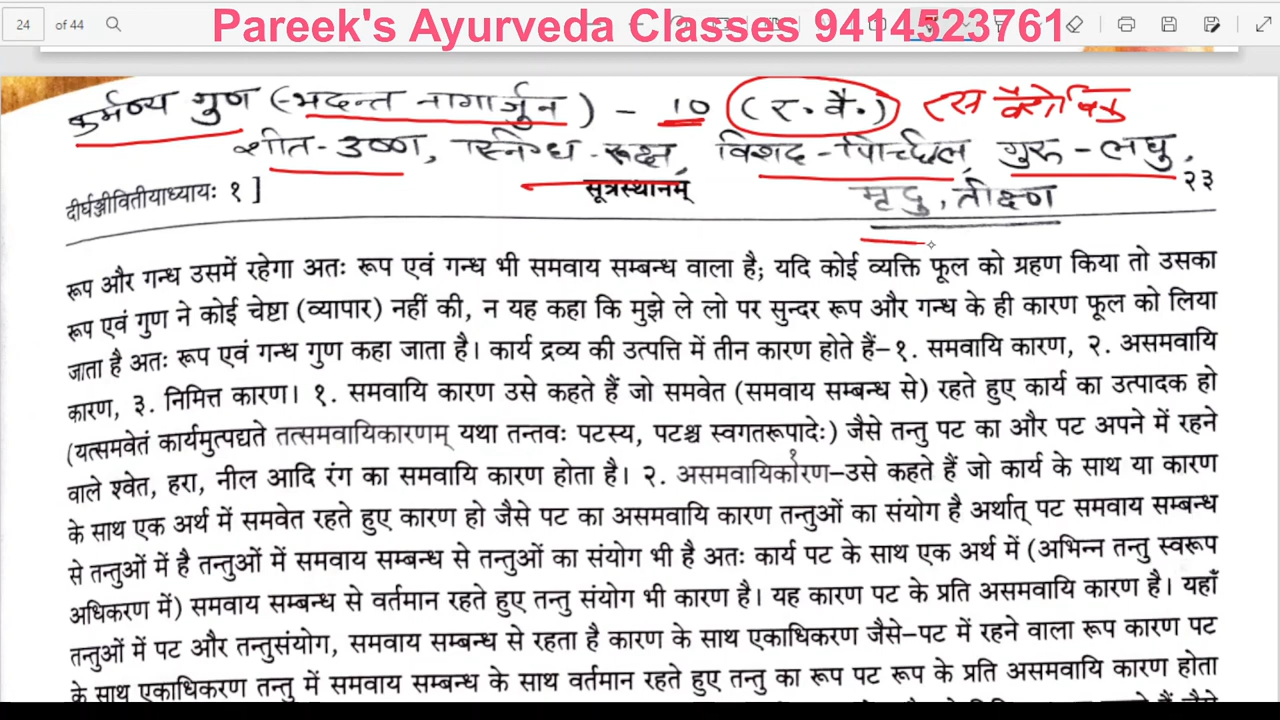 24 of 44
Pareek's Ayurveda Classes 9414523761
कुर्मण्य गुण (-भदन्त नागार्जुन) - 10 (र. वै.)
शीत-उष्ण, स्निग्ध-रूक्ष, विशद-पिच्छिल, गुरु-लघु,
मृदु, तीक्ष्ण
दीर्घञ्जीवितीयाध्यायः १ ] सूत्रस्थानम् २३
रूप और गन्ध उसमें रहेगा अतः रूप एवं गन्ध भी समवाय सम्बन्ध वाला है; यदि कोई व्यक्ति फूल को ग्रहण किया तो उसका
रूप एवं गुण ने कोई चेष्टा (व्यापार) नहीं की, न यह कहा कि मुझे ले लो पर सुन्दर रूप और गन्ध के ही कारण फूल को लिया
जाता है अतः रूप एवं गन्ध गुण कहा जाता है। कार्य द्रव्य की उत्पत्ति में तीन कारण होते हैं–१. समवायि कारण, २. असमवायि
कारण, ३. निमित्त कारण। १. समवायि कारण उसे कहते हैं जो समवेत (समवाय सम्बन्ध से) रहते हुए कार्य का उत्पादक हो
(यत्समवेतं कार्यमुत्पद्यते तत्समवायिकारणम् यथा तन्तवः पटस्य, पटश्च स्वगतरूपादेः) जैसे तन्तु पट का और पट अपने में रहने
वाले श्वेत, हरा, नील आदि रंग का समवायि कारण होता है। २. असमवायिकारण–उसे कहते हैं जो कार्य के साथ या कारण
के साथ एक अर्थ में समवेत रहते हुए कारण हो जैसे पट का असमवायि कारण तन्तुओं का संयोग है अर्थात् पट समवाय सम्बन्ध
से तन्तुओं में है तन्तुओं में समवाय सम्बन्ध से तन्तुओं का संयोग भी है अतः कार्य पट के साथ एक अर्थ में (अभिन्न तन्तु स्वरूप
अधिकरण में) समवाय सम्बन्ध से वर्तमान रहते हुए तन्तु संयोग भी कारण है। यह कारण पट के प्रति असमवायि कारण है। यहाँ
तन्तुओं में पट और तन्तुसंयोग, समवाय सम्बन्ध से रहता है कारण के साथ एकाधिकरण जैसे–पट में रहने वाला रूप कारण पट
के साथ एकाधिकरण तन्तु में समवाय सम्बन्ध के साथ वर्तमान रहते हुए तन्तु का रूप पट रूप के प्रति असमवायि कारण होता